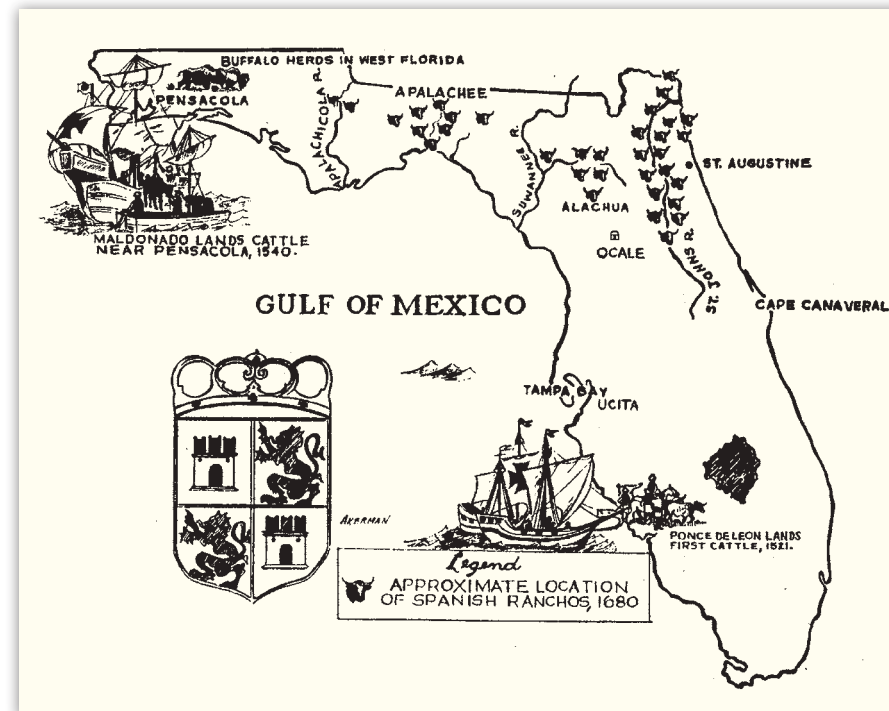 BUFFALO HERDS IN WEST FLORIDA
PENSACOLA
APALACHICOLA R.
APALACHEE
SUWANNEE R.
ALACHUA
OCALE
ST. AUGUSTINE
ST. JOHNS R.
MALDONADO LANDS CATTLE
NEAR PENSACOLA, 1540.
GULF OF MEXICO
CAPE CANAVERAL
TAMPA BAY
UCITA
AKERMAN
PONCE DE LEON LANDS
FIRST CATTLE, 1521.
Legend
APPROXIMATE LOCATION
OF SPANISH RANCHOS, 1680